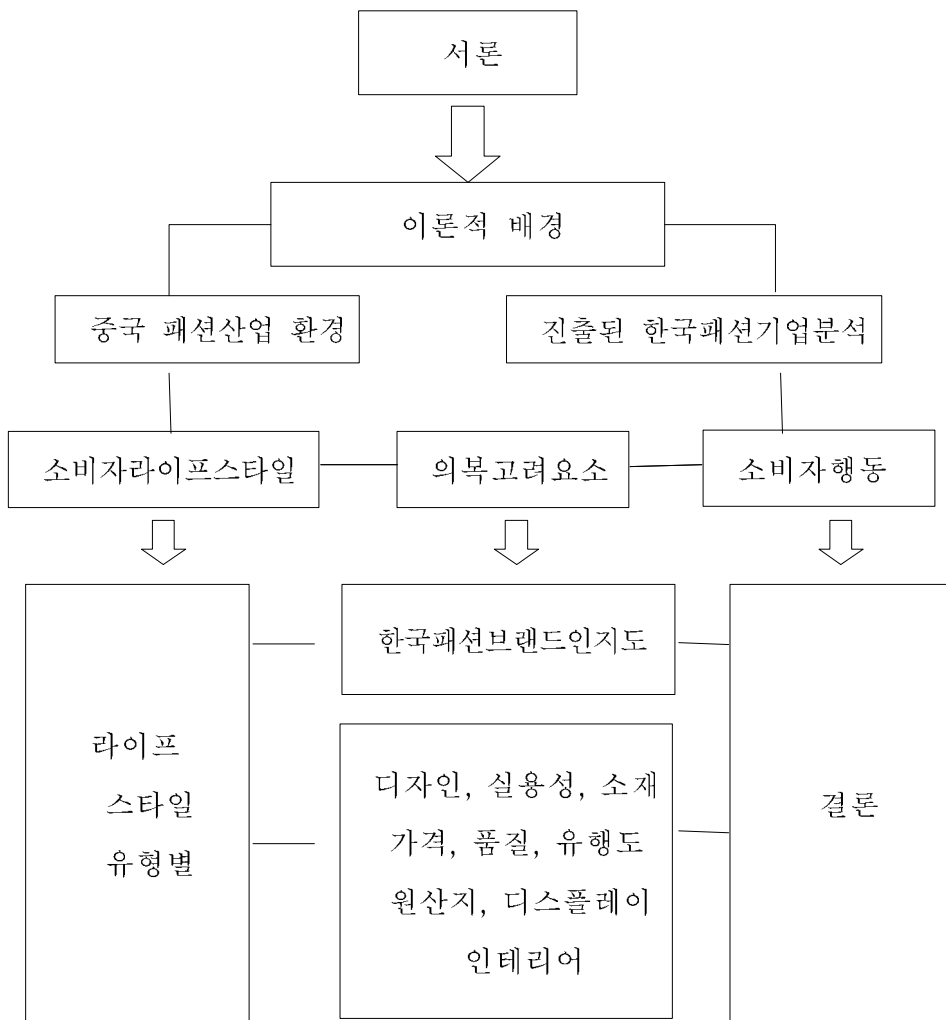 서론
이론적 배경
중국 패션산업 환경
진출된 한국패션기업분석
소비자라이프스타일
의복고려요소
소비자행동
한국패션브랜드인지도
라이프
스타일
유형별
디자인, 실용성, 소재
가격, 품질, 유행도
원산지, 디스플레이
인테리어
결론